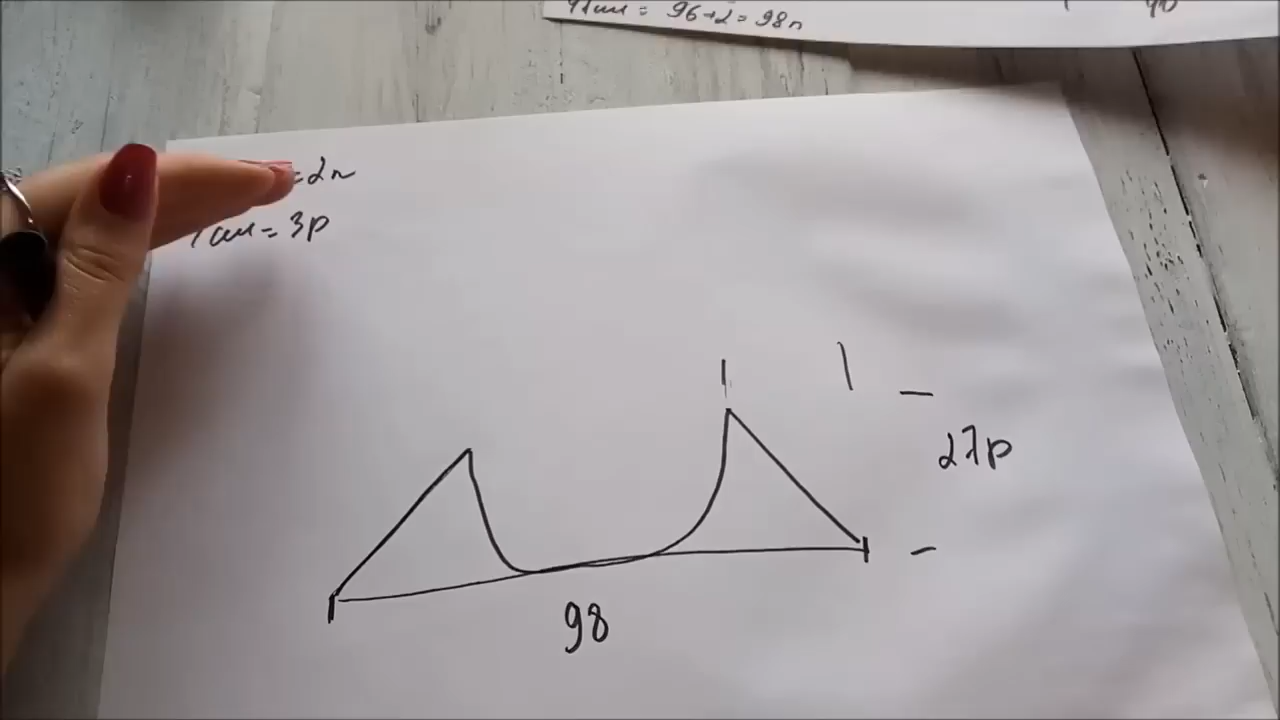 = 96+2=98п
=2п
1см=3р
27р
98